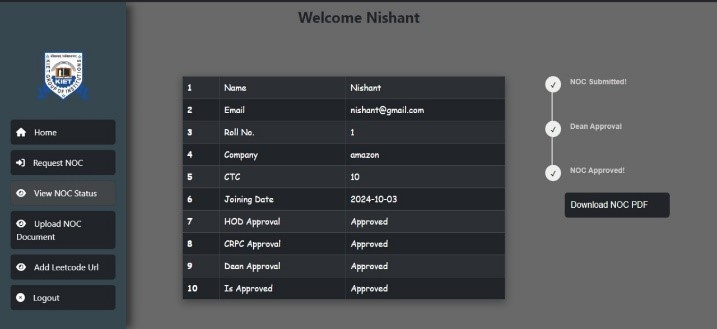 Welcome Nishant
KIET
GROUP OF INSTITUTIONS
Home
Request NOC
View NOC Status
Upload NOC
Document
Add Leetcode Url
Logout
1 Name Nishant
2 Email nishant@gmail.com
3 Roll No. 1
4 Company amazon
5 CTC 10
6 Joining Date 2024-10-03
7 HOD Approval Approved
8 CRPC Approval Approved
9 Dean Approval Approved
10 Is Approved Approved
NOC Submitted!
Dean Approval
NOC Approved!
Download NOC PDF